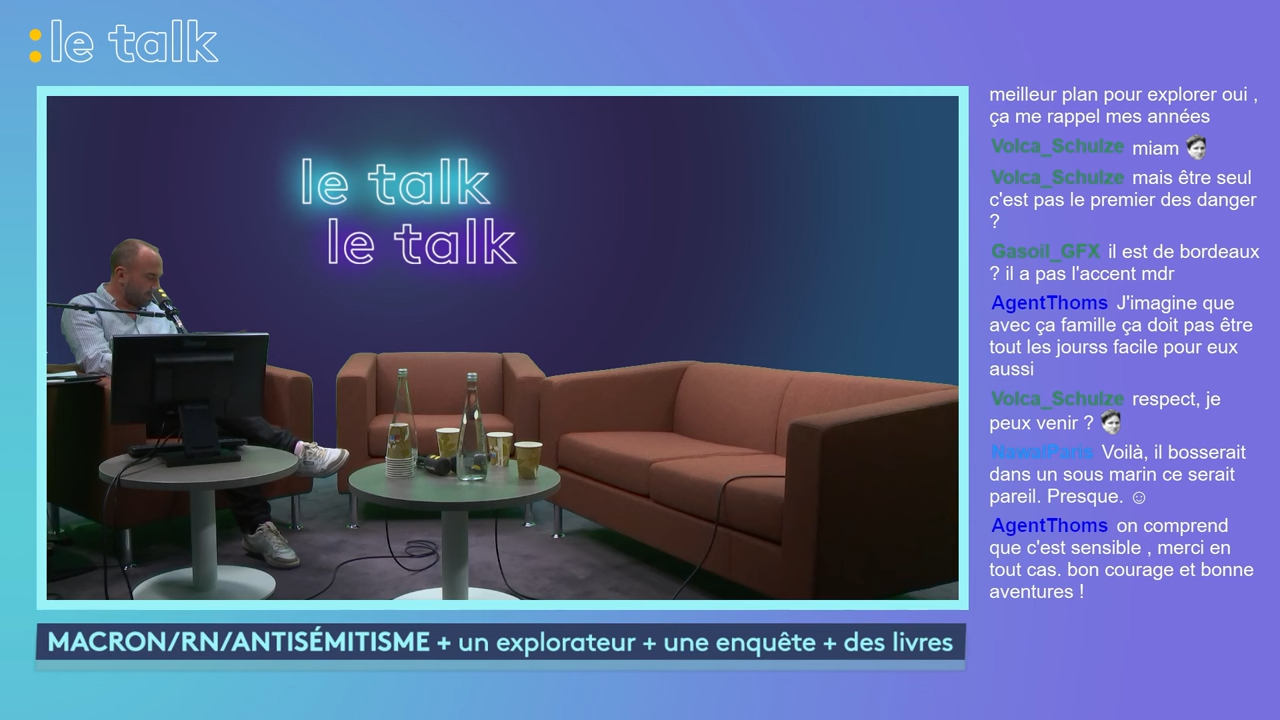 :le talk
le talk
le talk
MACRON/RN/ANTISÉMITISME + un explorateur + une enquête + des livres
meilleur plan pour explorer oui ,
ça me rappel mes années
Volca_Schulze miam
Volca_Schulze mais être seul
c'est pas le premier des danger
?
Gasoil_GFX il est de bordeaux
? il a pas l'accent mdr
AgentThoms J'imagine que
avec ça famille ça doit pas être
tout les jourss facile pour eux
aussi
Volca_Schulze respect, je
peux venir ?
NawalParis Voilà, il bosserait
dans un sous marin ce serait
pareil. Presque. ☺
AgentThoms on comprend
que c'est sensible , merci en
tout cas. bon courage et bonne
aventures !